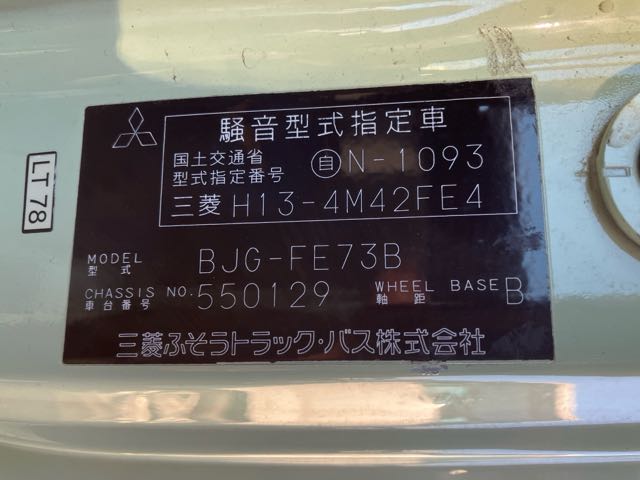 騒音型式指定車
国土交通省
型式指定番号 自N-1093
三菱 H13-4M42FE4
MODEL
型式 BJG-FE73B
CHASSIS NO.
車台番号 550129
WHEEL BASE
軸距 B
三菱ふそうトラック・バス株式会社
LT78